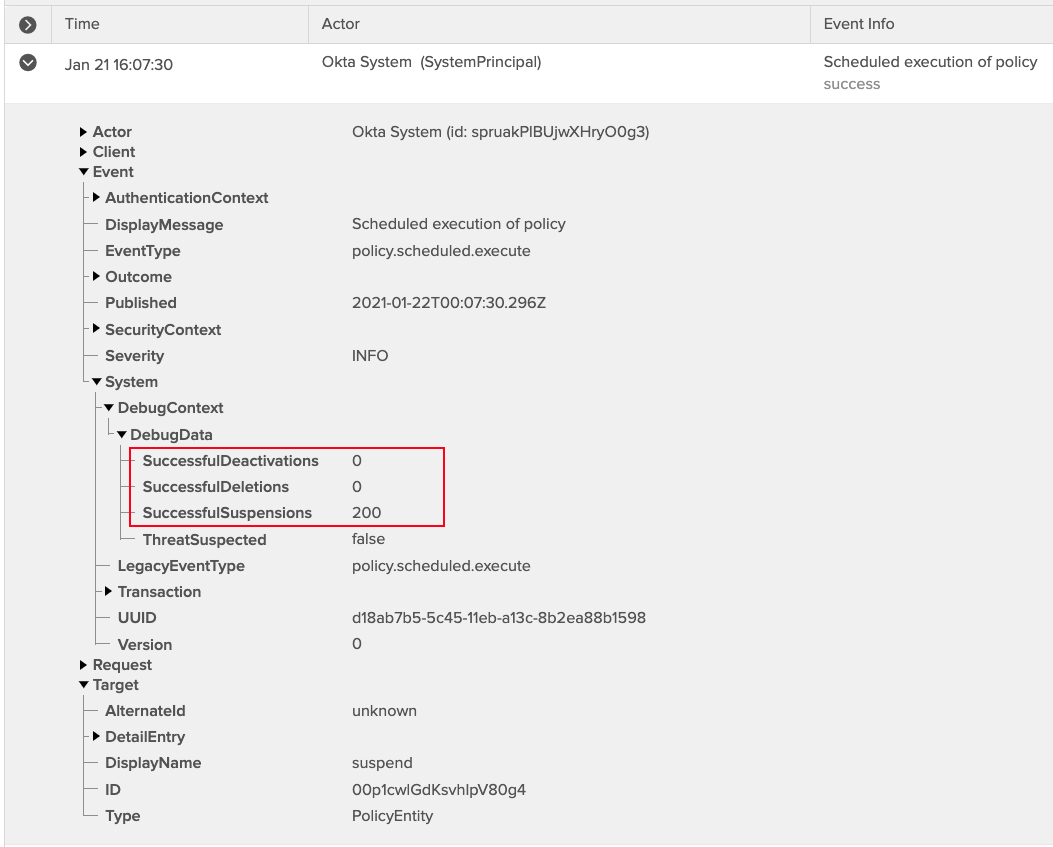 Time Actor Event Info
Jan 21 16:07:30 Okta System (SystemPrincipal) Scheduled execution of policy
success
Actor Okta System (id: spruakPlBUjwXHryO0g3)
Client
Event
AuthenticationContext
DisplayMessage Scheduled execution of policy
EventType policy.scheduled.execute
Outcome
Published 2021-01-22T00:07:30.296Z
SecurityContext
Severity INFO
System
DebugContext
DebugData
SuccessfulDeactivations 0
SuccessfulDeletions 0
SuccessfulSuspensions 200
ThreatSuspected false
LegacyEventType policy.scheduled.execute
Transaction
UUID d18ab7b5-5c45-11eb-a13c-8b2ea88b1598
Version 0
Request
Target
AlternateId unknown
DetailEntry
DisplayName suspend
ID 00p1cwlGdKsvhlpV80g4
Type PolicyEntity